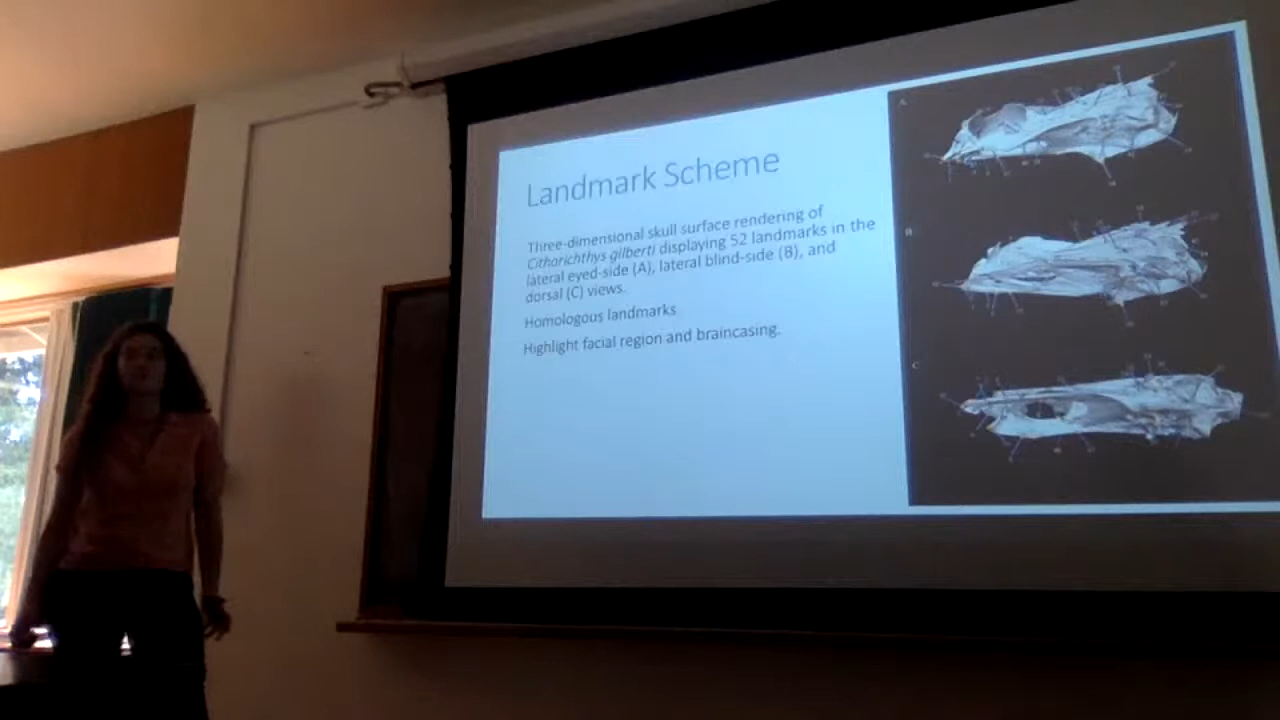 Landmark Scheme
Three-dimensional skull surface rendering of
Citharichthys gilberti displaying 52 landmarks in the
lateral eyed-side (A), lateral blind-side (B), and
dorsal (C) views.
Homologous landmarks
Highlight facial region and braincasing.
A
B
C